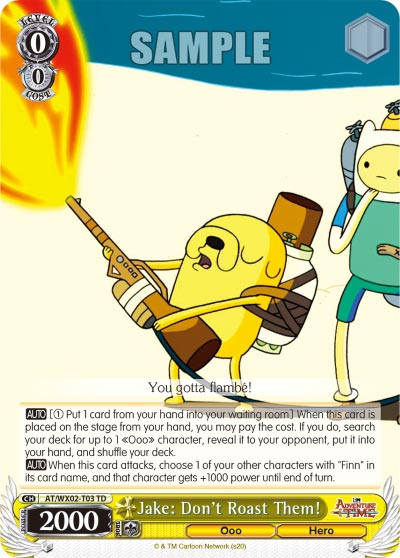 LEVEL
0
0
COST
SAMPLE
You gotta flambé!
AUTO [① Put 1 card from your hand into your waiting room] When this card is
placed on the stage from your hand, you may pay the cost. If you do, search
your deck for up to 1 «Ooo» character, reveal it to your opponent, put it into
your hand, and shuffle your deck.
AUTO When this card attacks, choose 1 of your other characters with "Finn" in
its card name, and that character gets +1000 power until end of turn.
CH AT/WX02-T03 TD
POWER
2000
Jake: Don't Roast Them!
Ooo Hero
ADVENTURE TIME
© & TM Cartoon Network (s20)